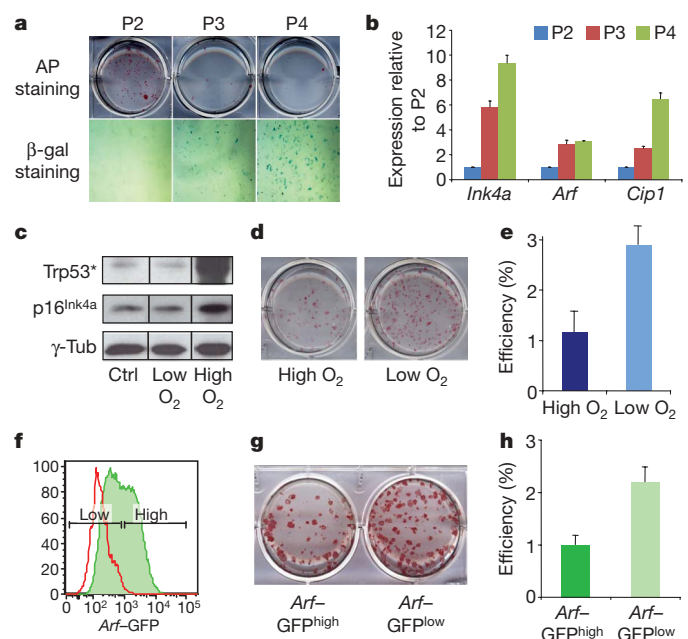 a
P2 P3 P4
AP
staining
β-gal
staining
b
P2 P3 P4
Expression relative
to P2
12
10
8
6
4
2
0
Ink4a Arf Cip1
c
Trp53*
p16Ink4a
γ-Tub
Ctrl Low O2 High O2
d
High O2 Low O2
e
Efficiency (%)
3
2
1
0
High O2 Low O2
f
100
80
60
40
20
0
Low High
0 10² 10³ 10⁴ 10⁵
Arf–GFP
g
Arf–
GFPhigh
Arf–
GFPlow
h
Efficiency (%)
3
2
1
0
Arf–
GFPhigh
Arf–
GFPlow